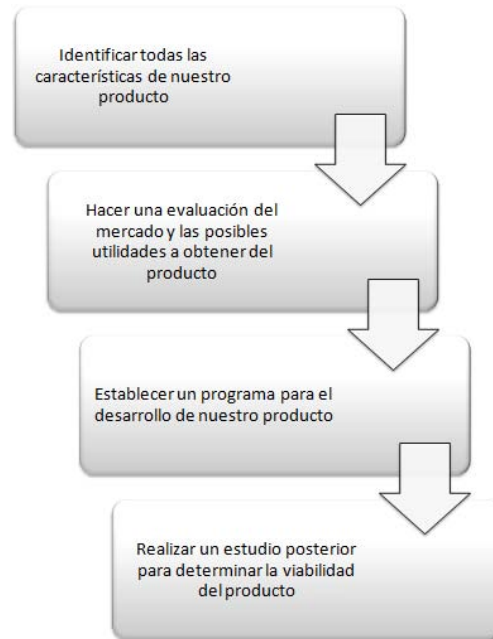 Identificar todas las
características de nuestro
producto
Hacer una evaluación del
mercado y las posibles
utilidades a obtener del
producto
Establecer un programa para el
desarrollo de nuestro producto
Realizar un estudio posterior
para determinar la viabilidad
del producto